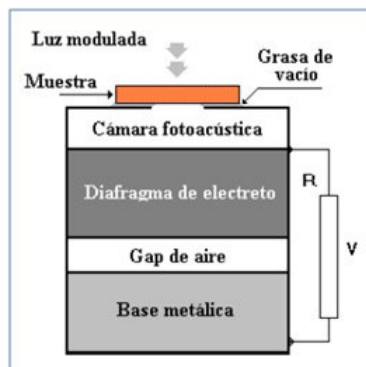 Luz modulada
Muestra
Grasa de
vacío
Cámara fotoacústica
Diafragma de electreto
Gap de aire
Base metálica
R
V